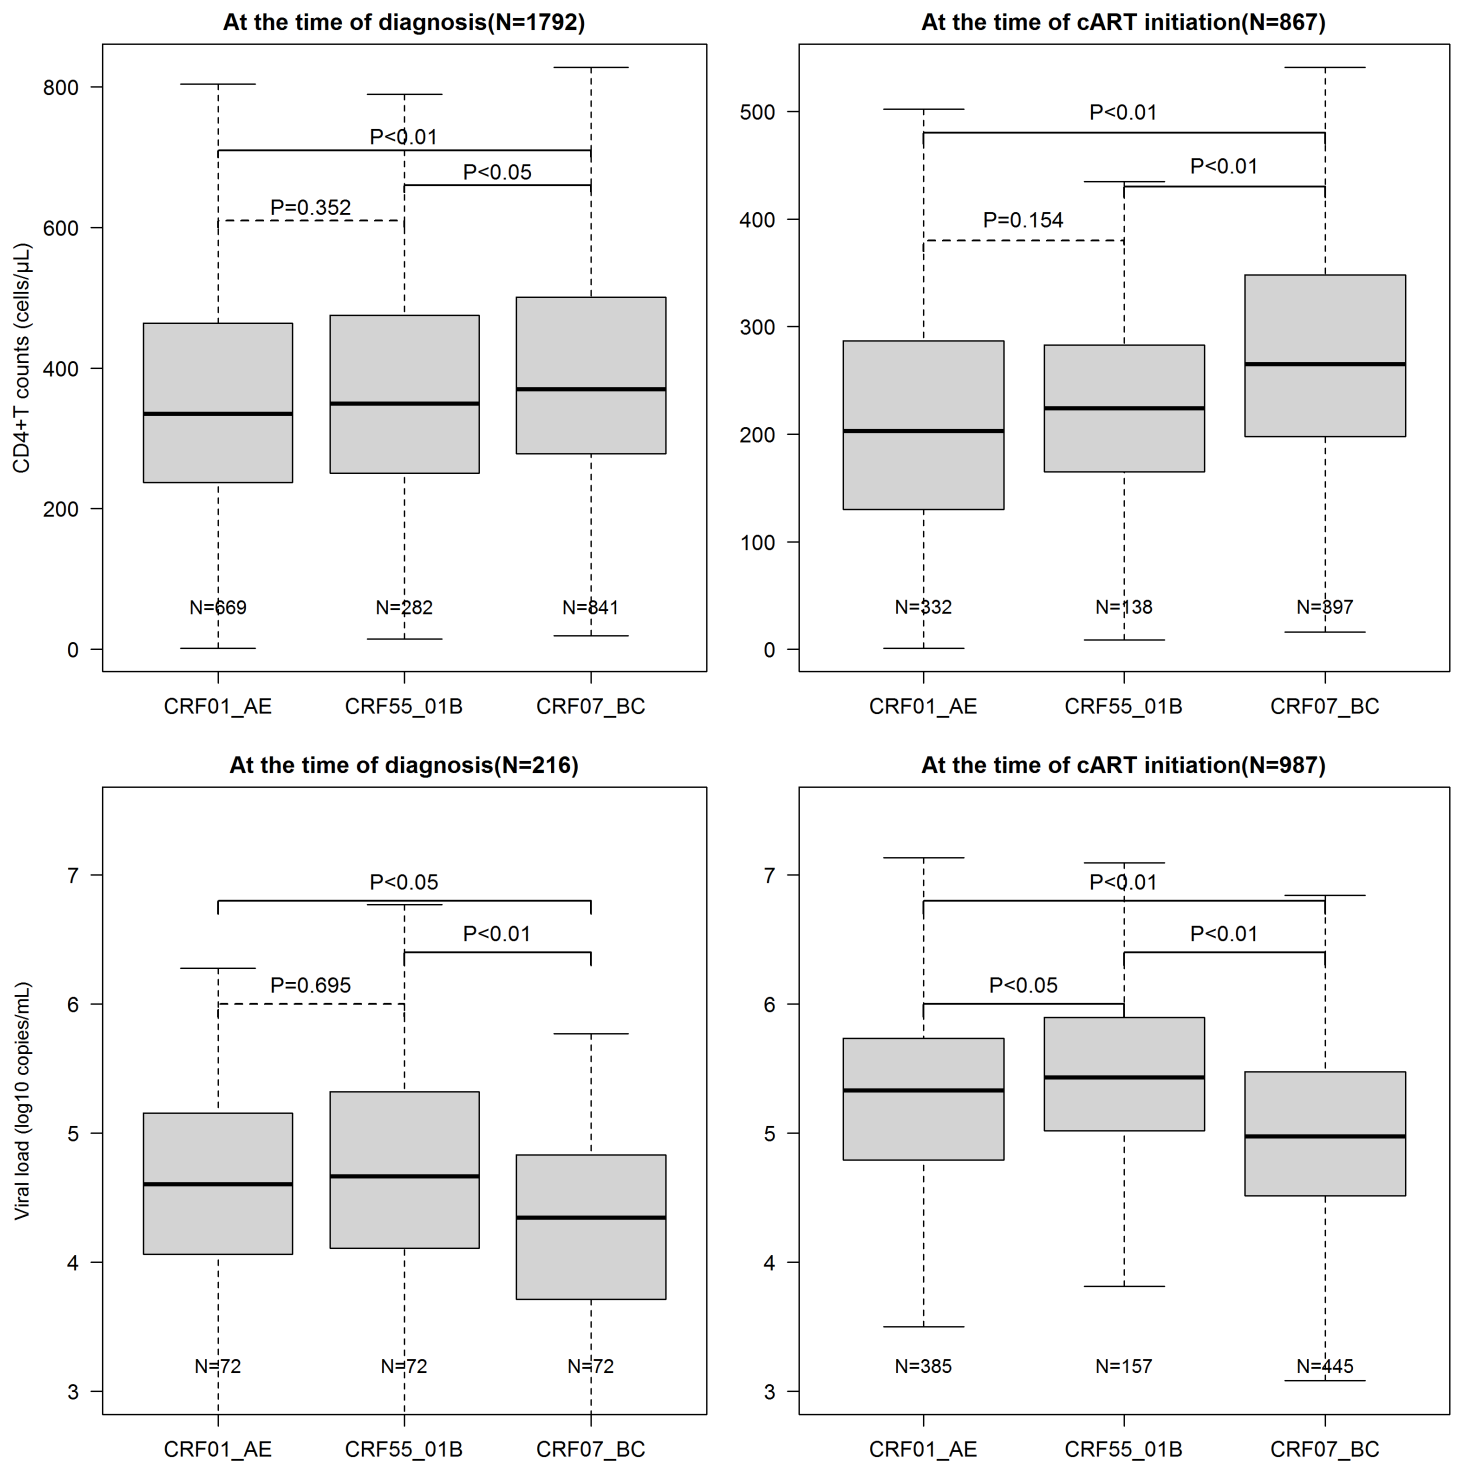 At the time of diagnosis(N=1792)
CD4+T counts (cells/µL)
800
600
400
200
0
P<0.01
P<0.05
P=0.352
N=669
N=282
N=841
CRF01_AE
CRF55_01B
CRF07_BC
At the time of cART initiation(N=867)
500
400
300
200
100
0
P<0.01
P<0.01
P=0.154
N=332
N=138
N=397
CRF01_AE
CRF55_01B
CRF07_BC
At the time of diagnosis(N=216)
Viral load (log10 copies/mL)
7
6
5
4
3
P<0.05
P<0.01
P=0.695
N=72
N=72
N=72
CRF01_AE
CRF55_01B
CRF07_BC
At the time of cART initiation(N=987)
7
6
5
4
3
P<0.01
P<0.01
P<0.05
N=385
N=157
N=445
CRF01_AE
CRF55_01B
CRF07_BC